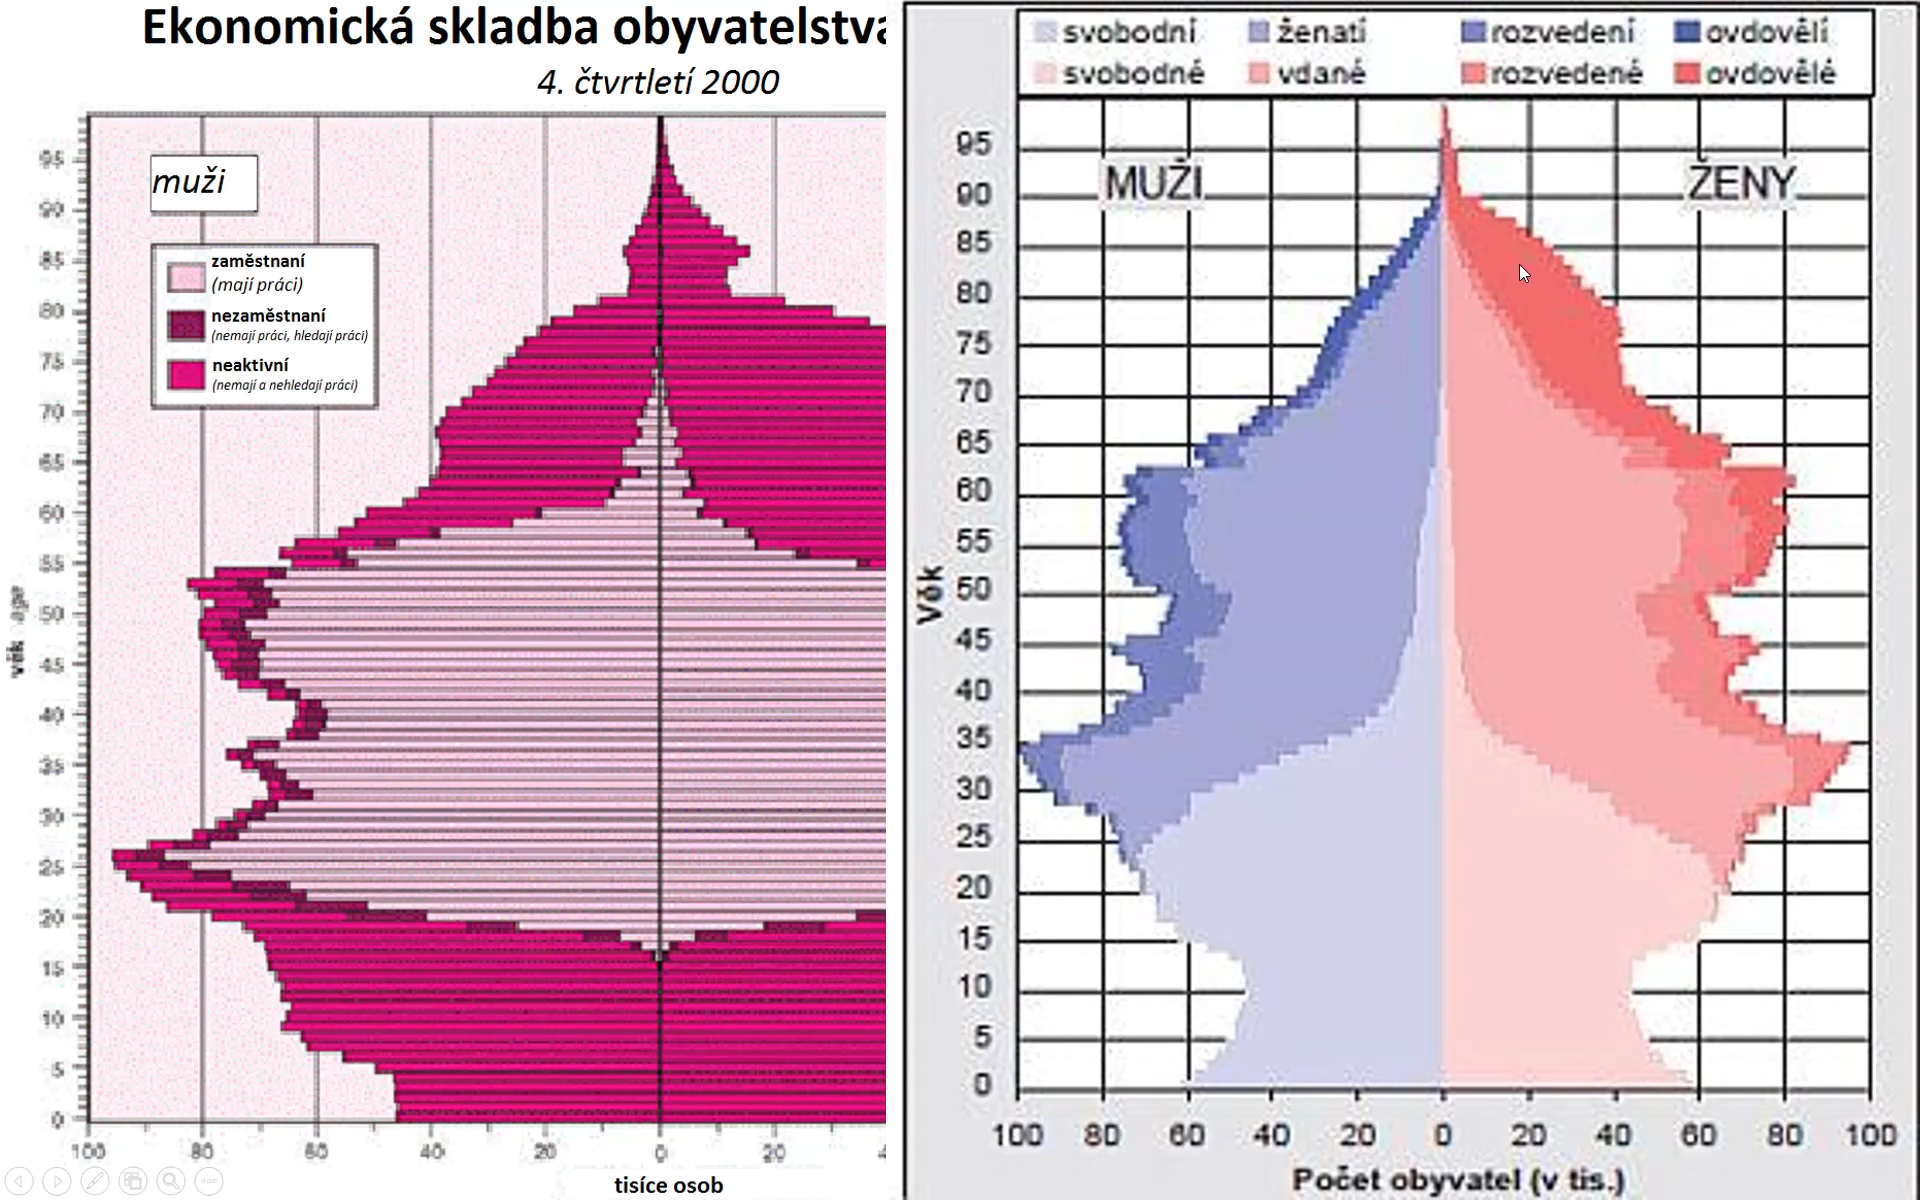 Ekonomická skladba obyvatelstva
4. čtvrtletí 2000
muži
zaměstnaní
(mají práci)
nezaměstnaní
(nemají práci, hledají práci)
neaktivní
(nemají a nehledají práci)
95
90
85
80
75
70
65
60
55
50
45
40
35
30
25
20
15
10
5
0
věk age
100 80 60 40 20 0 20
tisíce osob
svobodní ženatí rozvedení ovdovělí
svobodné vdané rozvedené ovdovělé
MUŽI ŽENY
95
90
85
80
75
70
65
60
55
50
45
40
35
30
25
20
15
10
5
0
Věk
100 80 60 40 20 0 20 40 60 80 100
Počet obyvatel (v tis.)